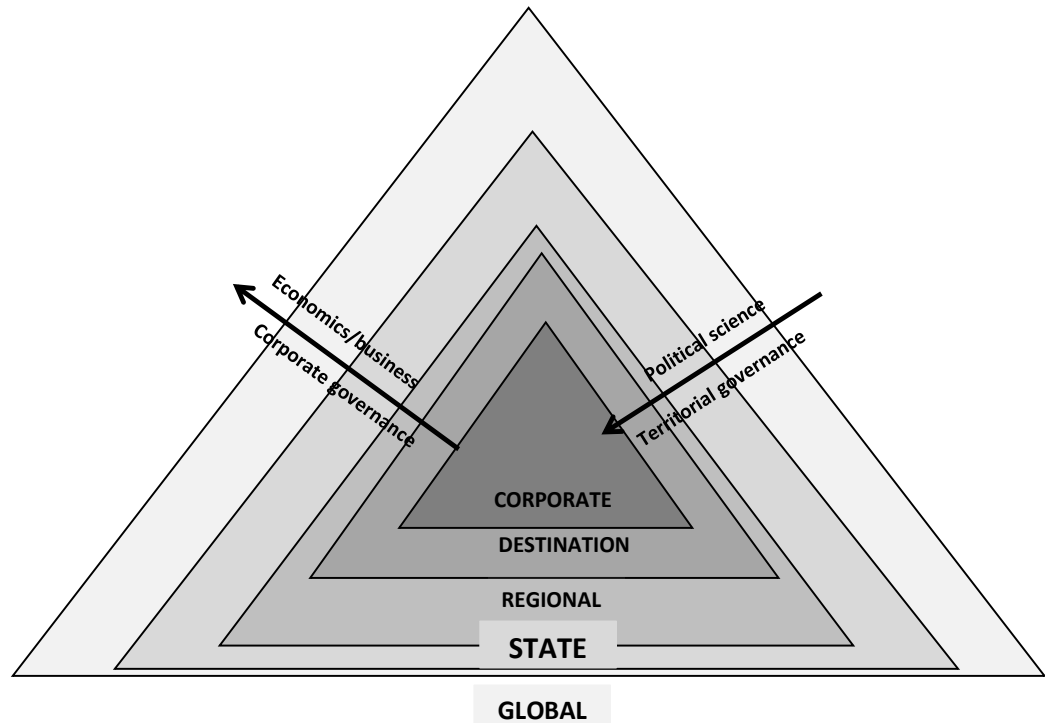 Economics/business
Corporate governance
Political science
Territorial governance
CORPORATE
DESTINATION
REGIONAL
STATE
GLOBAL